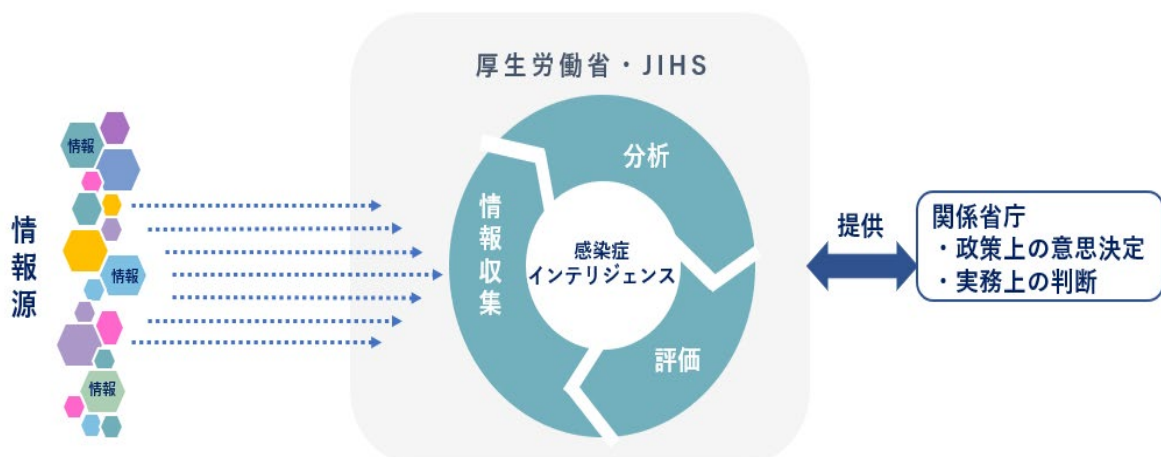 厚生労働省・JIHS
情報
情報
情報
情報源
情報収集
分析
評価
感染症
インテリジェンス
提供
関係省庁
・政策上の意思決定
・実務上の判断